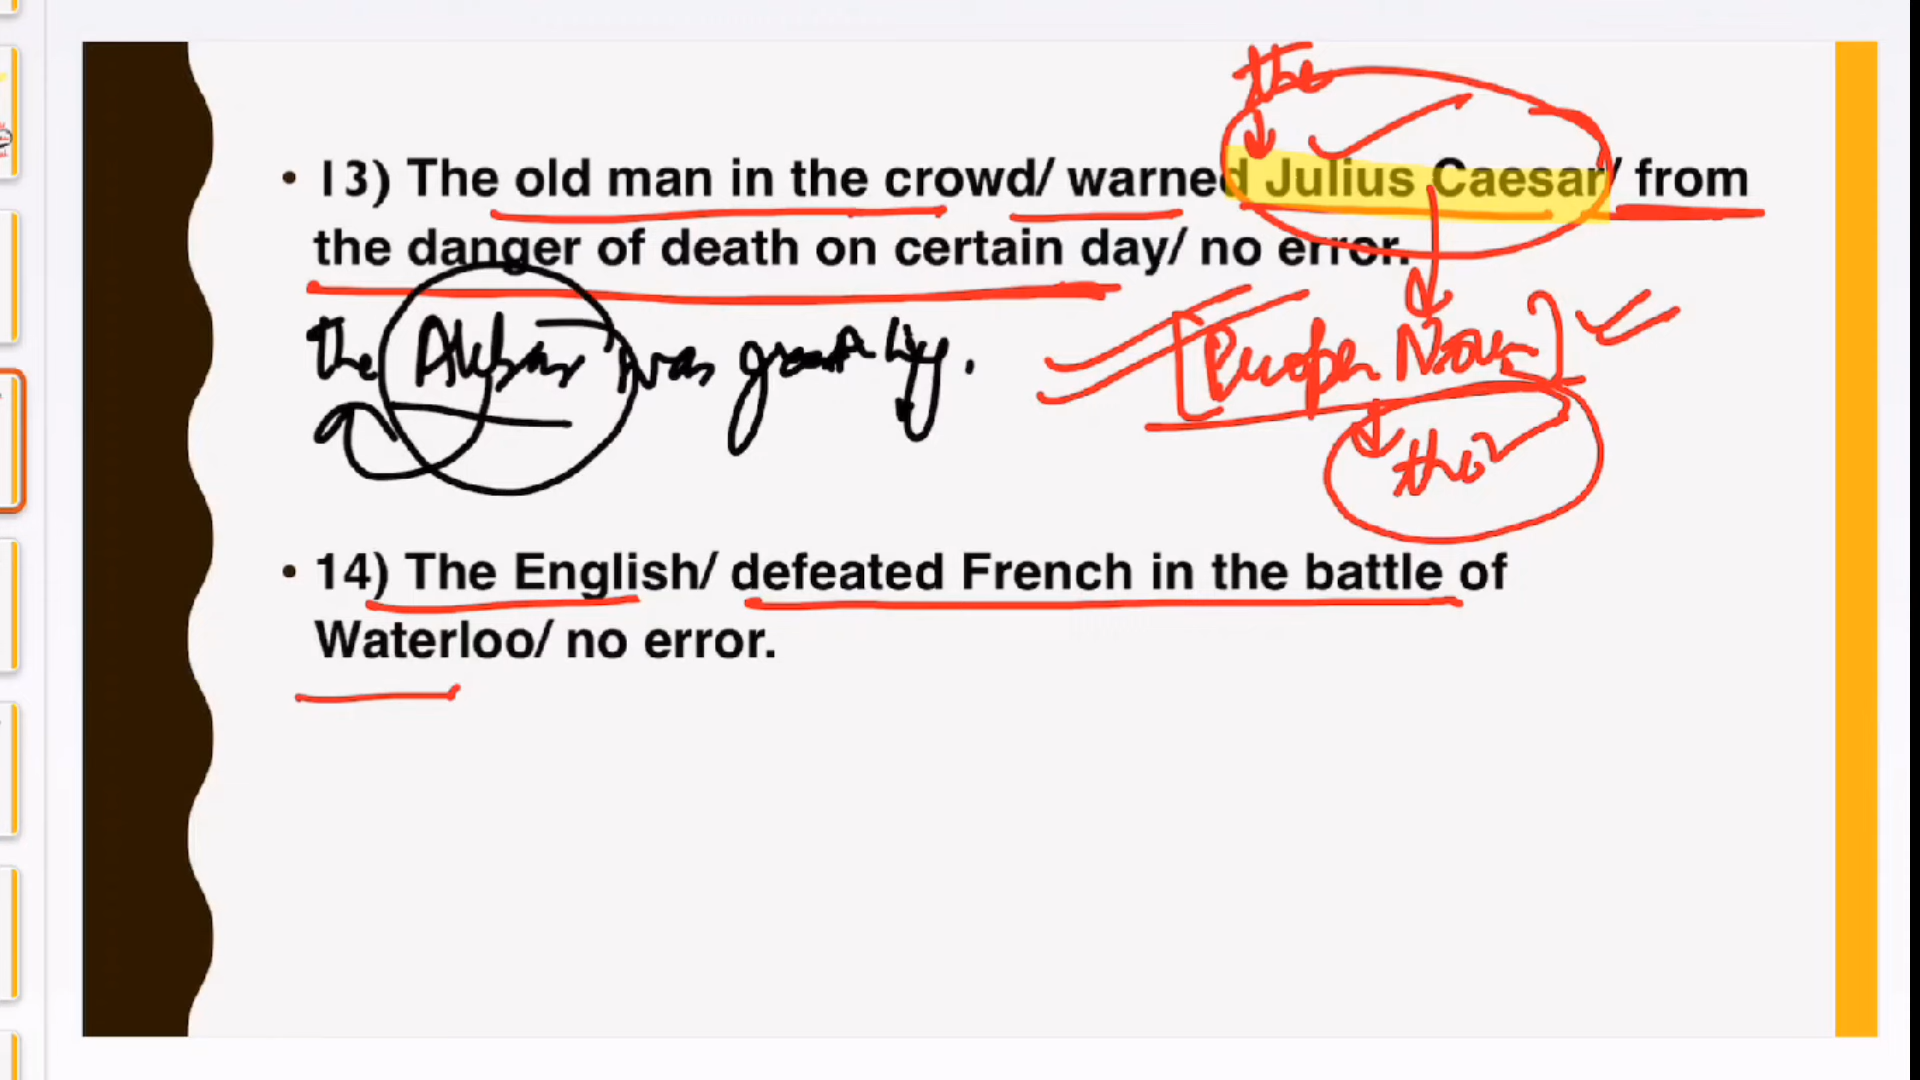 the
• 13) The old man in the crowd/ warned Julius Caesar/ from
the danger of death on certain day/ no error.
the Akbar was great
[Proper Noun]
the
• 14) The English/ defeated French in the battle of
Waterloo/ no error.